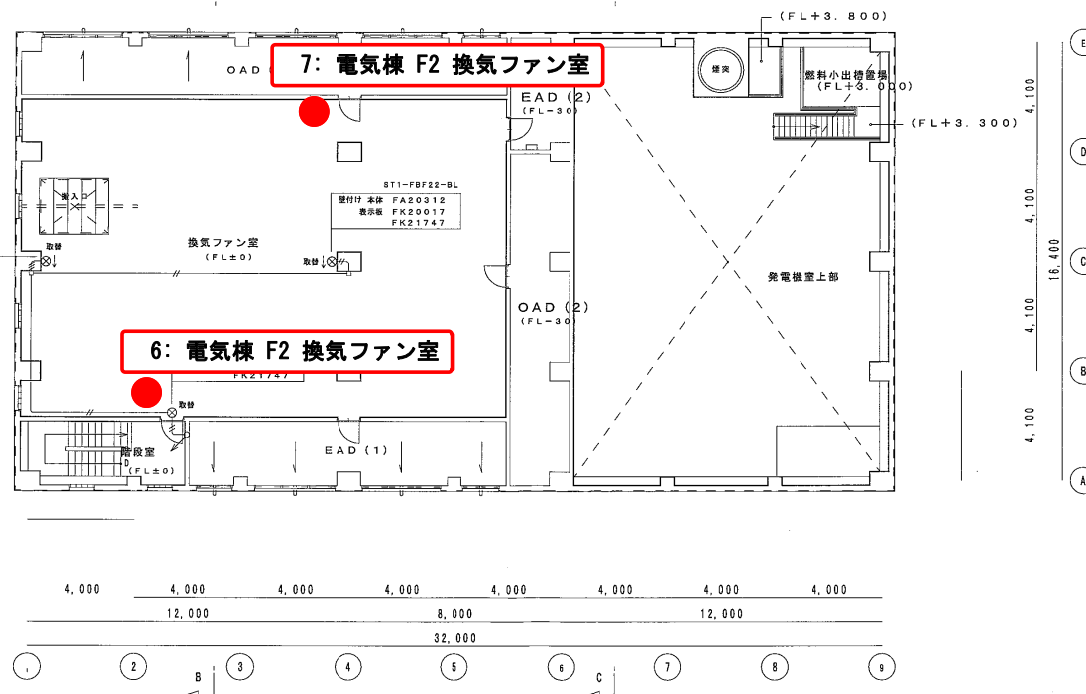 (FL+3. 800)
E
7: 電気棟 F2 換気ファン室
OAD (
煙突
燃料小出槽置場
(FL+3. 000)
EAD (2)
(FL-30)
4,100
(FL+3. 300)
D
ST1-FBF22-BL
壁付け 本体 FA20312
表示板 FK20017
FK21747
搬入口
4,100
換気ファン室
(FL±0)
取替
取替
C
16,400
発電機室上部
OAD (2)
(FL-30)
4,100
6: 電気棟 F2 換気ファン室
FK21747
B
取替
4,100
階段室
D
(FL±0)
EAD (1)
A
4,000 4,000 4,000 4,000 4,000 4,000 4,000 4,000
12,000 8,000 12,000
32,000
1 2 3 4 5 6 7 8 9
B C